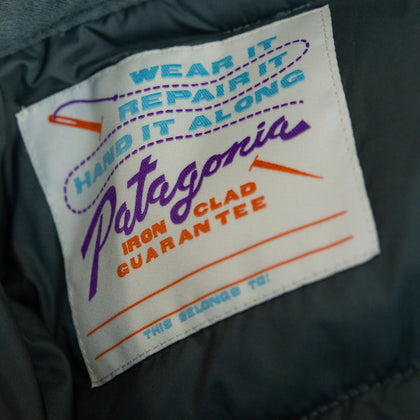 WEAR IT
REPAIR IT
HAND IT ALONG
Patagonia
IRON CLAD
GUARANTEE
THIS BELONGS TO: